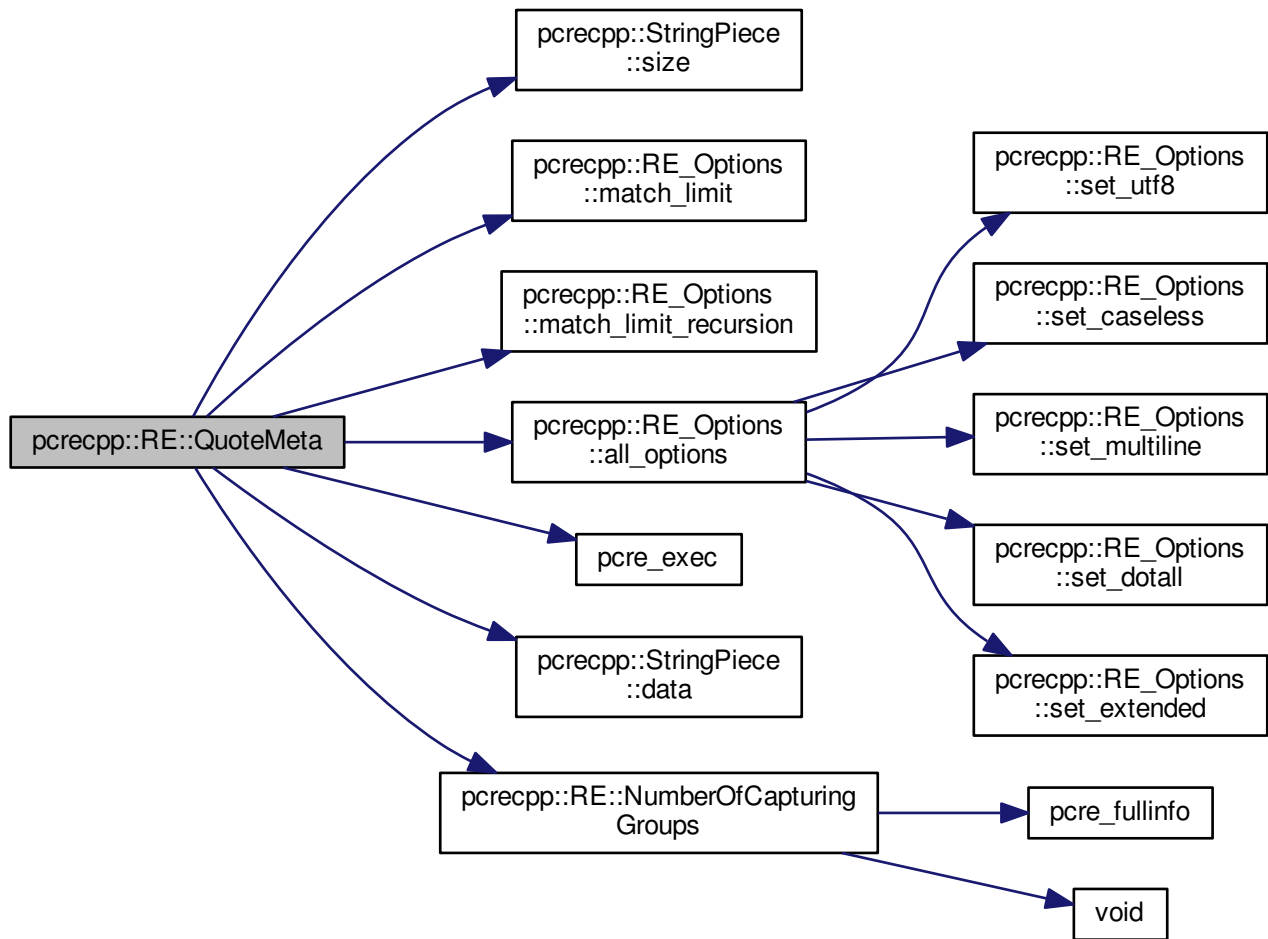 pcrecpp::RE::QuoteMeta
pcrecpp::StringPiece
::size
pcrecpp::RE_Options
::match_limit
pcrecpp::RE_Options
::match_limit_recursion
pcrecpp::RE_Options
::all_options
pcre_exec
pcrecpp::StringPiece
::data
pcrecpp::RE::NumberOfCapturing
Groups
pcrecpp::RE_Options
::set_utf8
pcrecpp::RE_Options
::set_caseless
pcrecpp::RE_Options
::set_multiline
pcrecpp::RE_Options
::set_dotall
pcrecpp::RE_Options
::set_extended
pcre_fullinfo
void